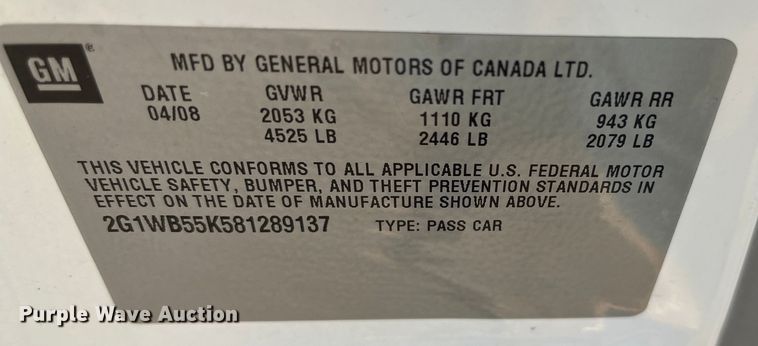 GM®
MFD BY GENERAL MOTORS OF CANADA LTD.
DATE GVWR GAWR FRT GAWR RR
04/08 2053 KG 1110 KG 943 KG
4525 LB 2446 LB 2079 LB
THIS VEHICLE CONFORMS TO ALL APPLICABLE U.S. FEDERAL MOTOR
VEHICLE SAFETY, BUMPER, AND THEFT PREVENTION STANDARDS IN
EFFECT ON THE DATE OF MANUFACTURE SHOWN ABOVE.
2G1WB55K581289137 TYPE: PASS CAR
Purple Wave Auction